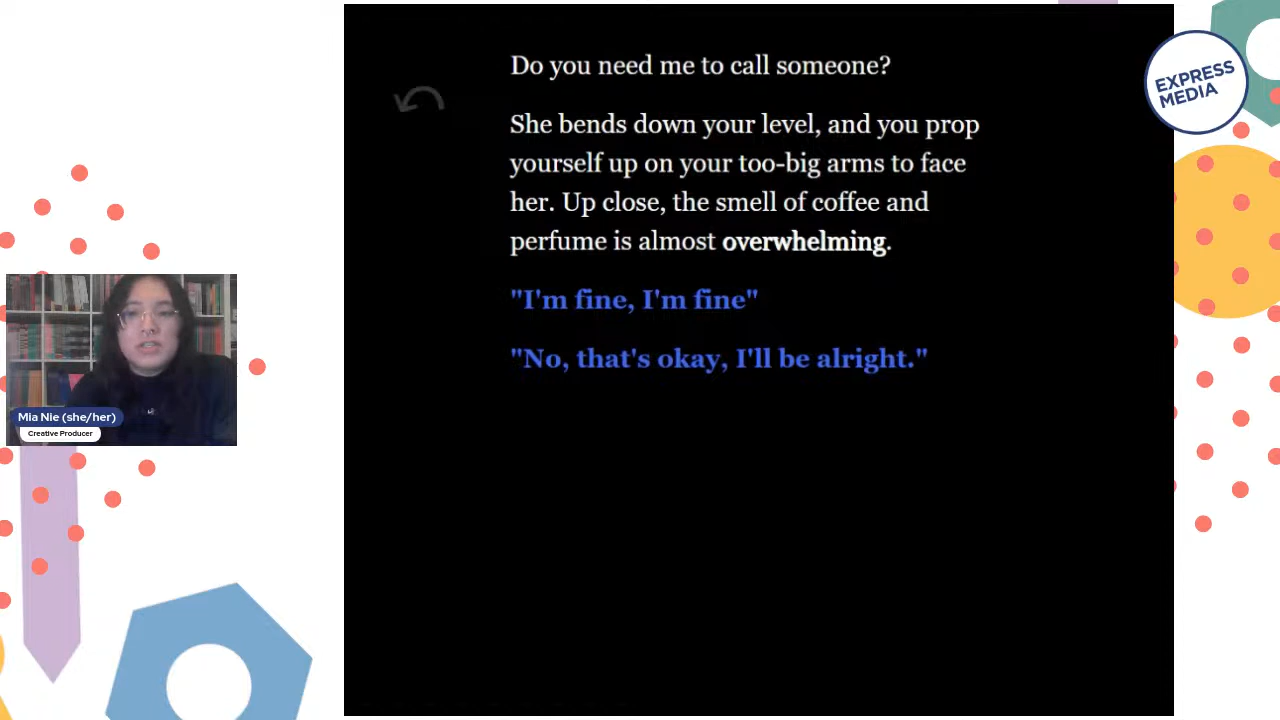 Do you need me to call someone?
She bends down your level, and you prop
yourself up on your too-big arms to face
her. Up close, the smell of coffee and
perfume is almost overwhelming.
"I'm fine, I'm fine"
"No, that's okay, I'll be alright."
EXPRESS
MEDIA
Mia Nie (she/her)
Creative Producer